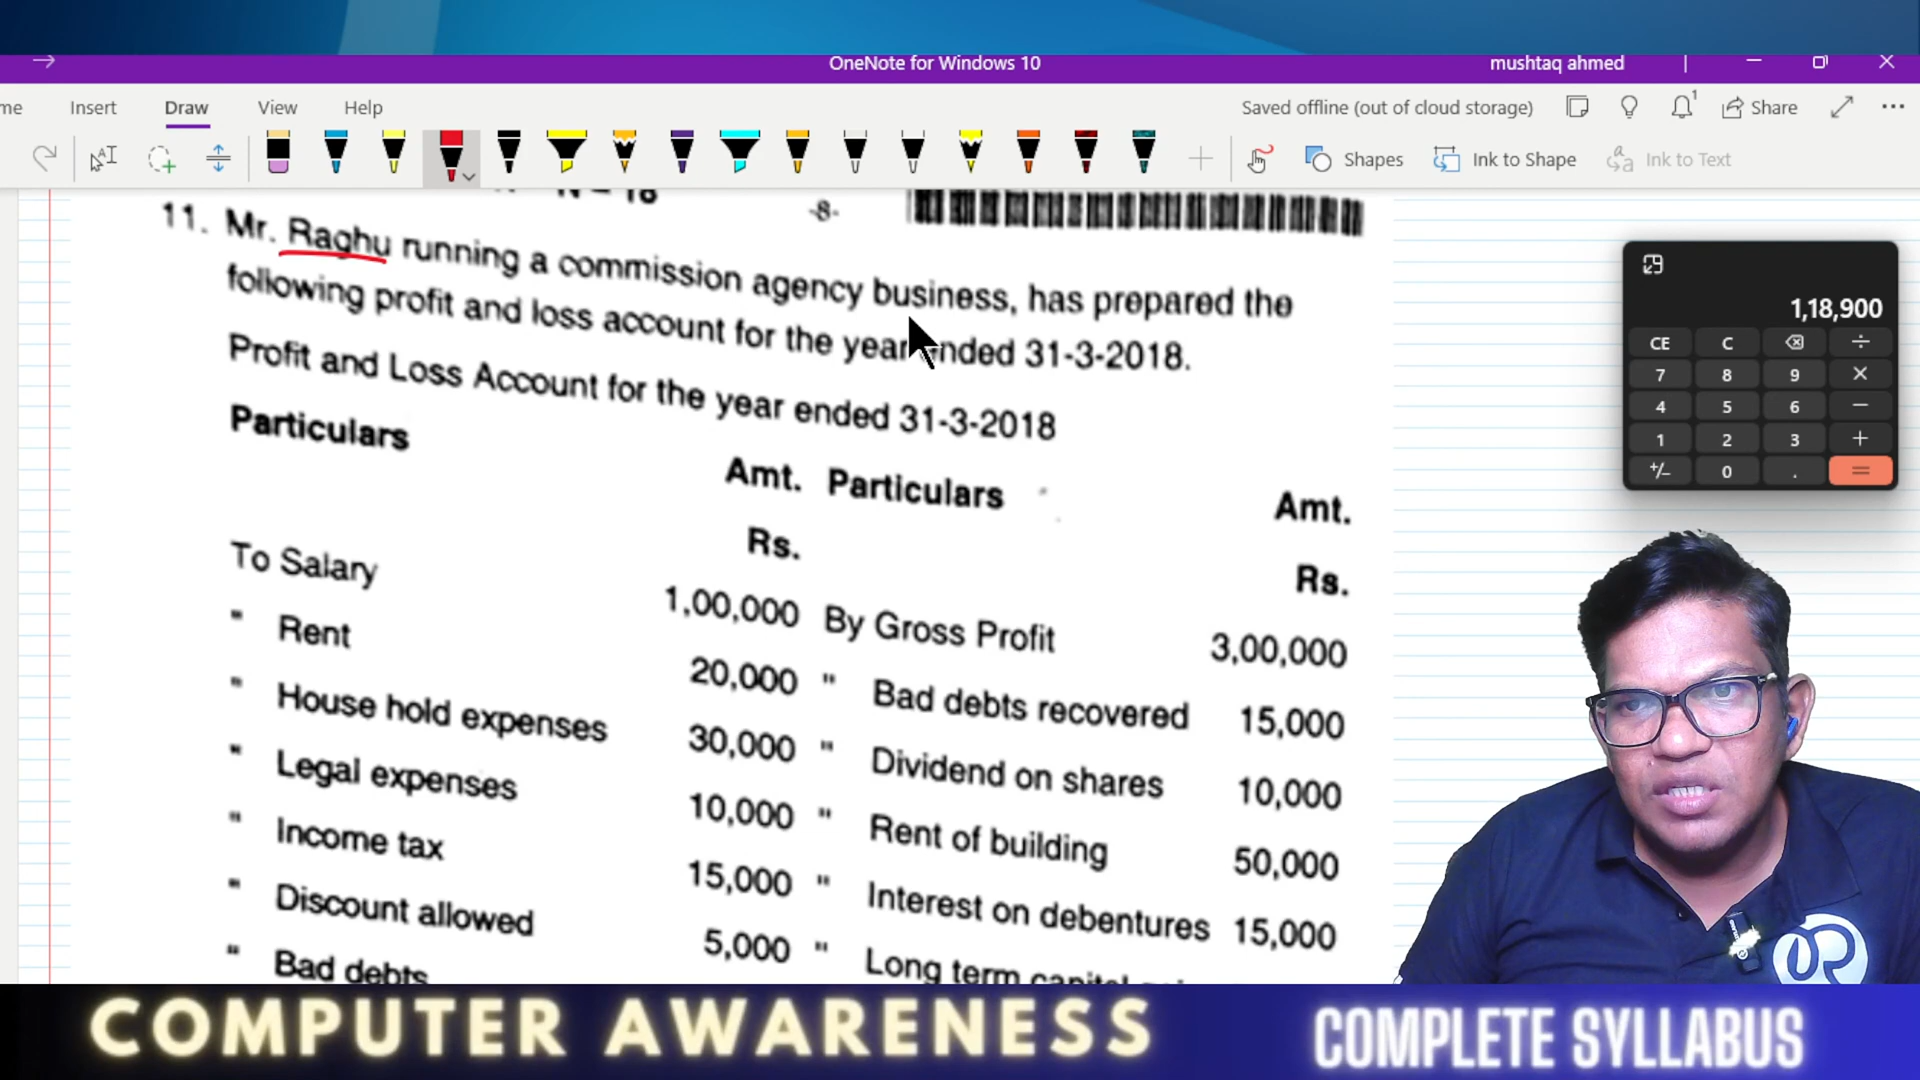 OneNote for Windows 10
mushtaq ahmed
Insert
Draw
View
Help
Saved offline (out of cloud storage)
1
Share
Shapes
Ink to Shape
Ink to Text
-8-
11. Mr. Raghu running a commission agency business, has prepared the
following profit and loss account for the year ended 31-3-2018.
Profit and Loss Account for the year ended 31-3-2018
Particulars Amt. Particulars Amt.
Rs. Rs.
To Salary 1,00,000 By Gross Profit 3,00,000
" Rent 20,000 " Bad debts recovered 15,000
" House hold expenses 30,000 " Dividend on shares 10,000
" Legal expenses 10,000 " Rent of building 50,000
" Income tax 15,000 " Interest on debentures 15,000
" Discount allowed 5,000 " Long term capital
" Bad debts
1,18,900
CE C ÷
7 8 9 ×
4 5 6 −
1 2 3 +
+/− 0 . =
COMPUTER AWARENESS
COMPLETE SYLLABUS